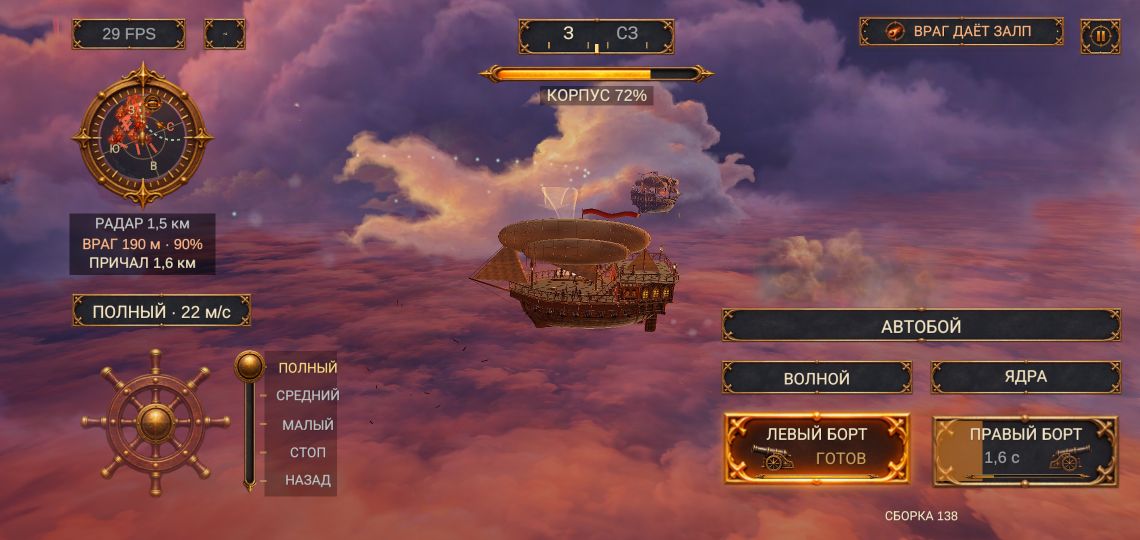 29 FPS
~
З
СЗ
ВРАГ ДАЁТ ЗАЛП
КОРПУС 72%
З
С
Ю
В
РАДАР 1,5 км
ВРАГ 190 м · 90%
ПРИЧАЛ 1,6 км
ПОЛНЫЙ · 22 м/с
ПОЛНЫЙ
СРЕДНИЙ
МАЛЫЙ
СТОП
НАЗАД
АВТОБОЙ
ВОЛНОЙ
ЯДРА
ЛЕВЫЙ БОРТ
ГОТОВ
ПРАВЫЙ БОРТ
1,6 с
СБОРКА 138